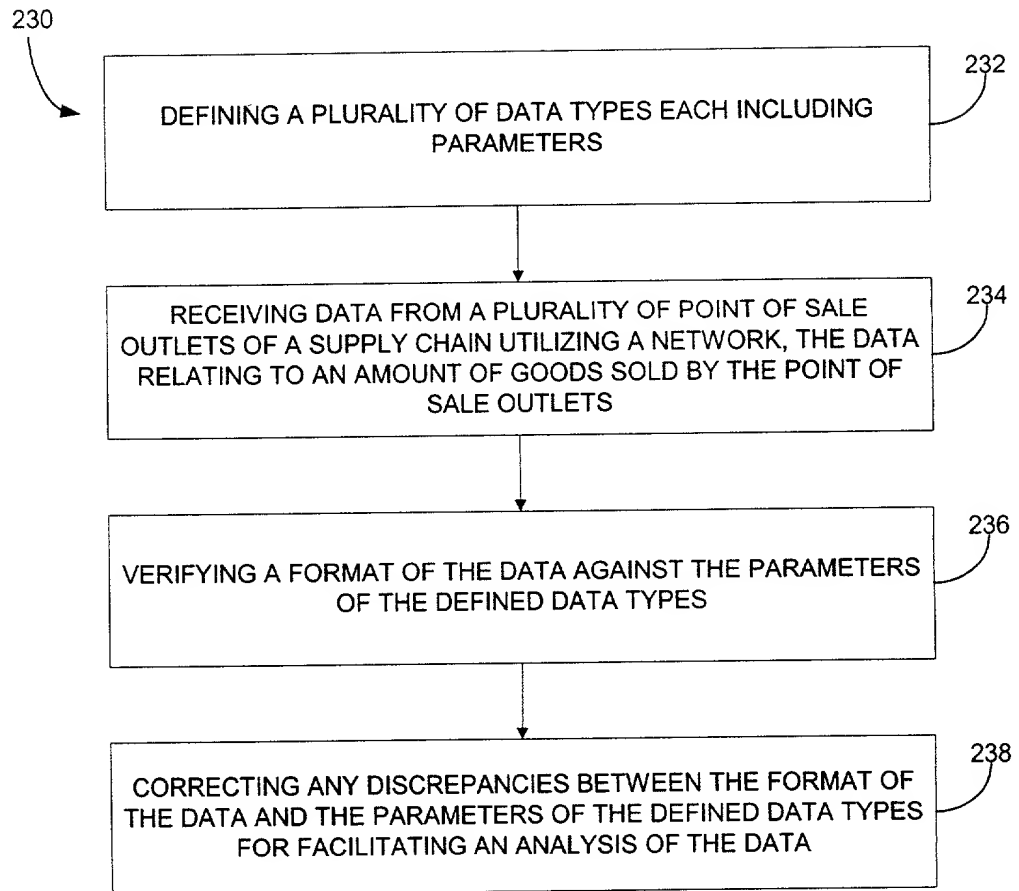 230
232
DEFINING A PLURALITY OF DATA TYPES EACH INCLUDING
PARAMETERS
234
RECEIVING DATA FROM A PLURALITY OF POINT OF SALE
OUTLETS OF A SUPPLY CHAIN UTILIZING A NETWORK, THE DATA
RELATING TO AN AMOUNT OF GOODS SOLD BY THE POINT OF
SALE OUTLETS
236
VERIFYING A FORMAT OF THE DATA AGAINST THE PARAMETERS
OF THE DEFINED DATA TYPES
238
CORRECTING ANY DISCREPANCIES BETWEEN THE FORMAT OF
THE DATA AND THE PARAMETERS OF THE DEFINED DATA TYPES
FOR FACILITATING AN ANALYSIS OF THE DATA